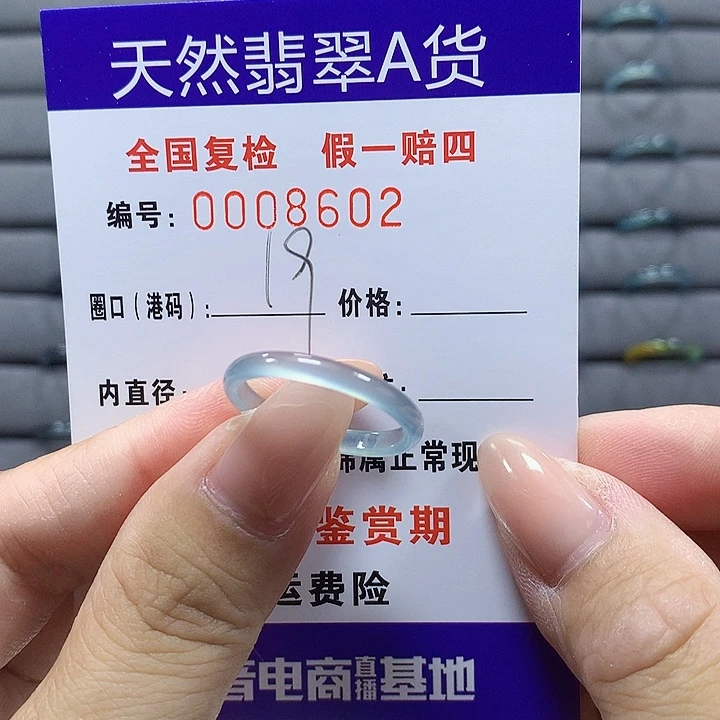 天然翡翠A货
全国复检 假一赔四
编号: 0008602
圈口(港码): 19 价格:
内直径
属正常现
鉴赏期
运费险
音电商直播基地